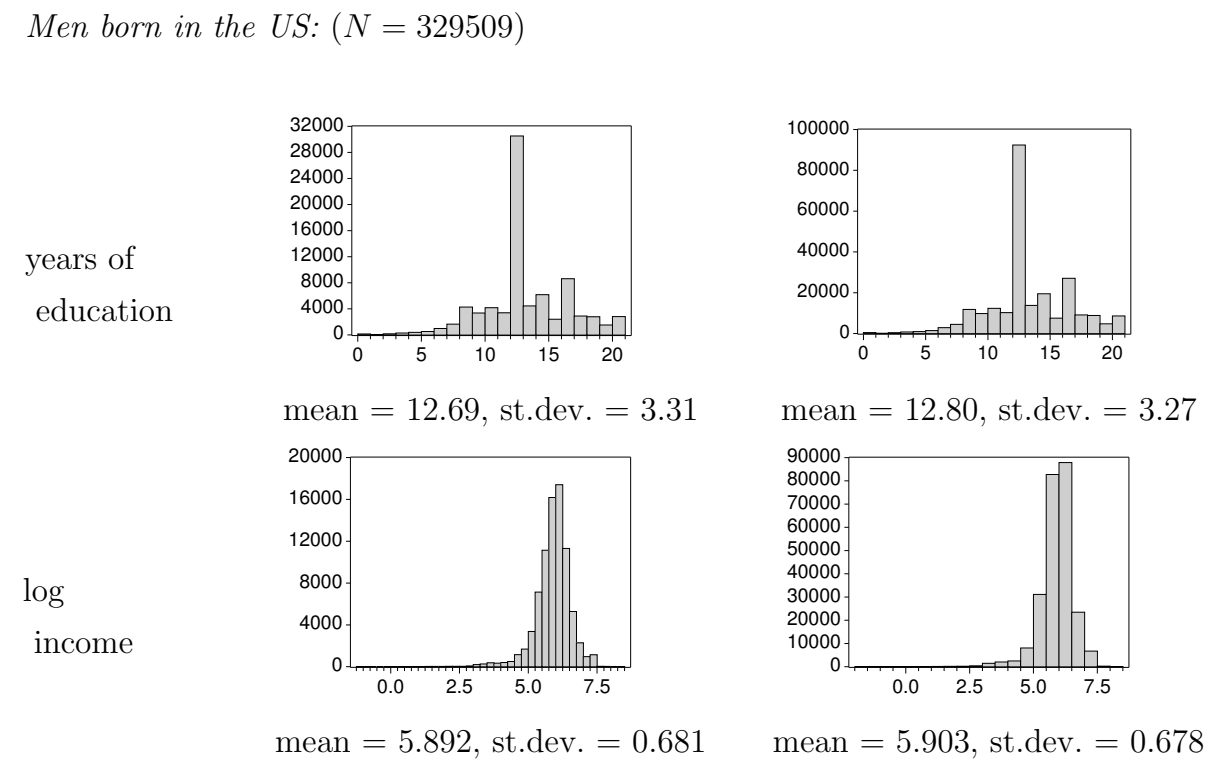 Men born in the US: (N = 329509)
32000
28000
24000
20000
16000
12000
8000
4000
0
0 5 10 15 20
100000
80000
60000
40000
20000
0
0 5 10 15 20
years of
education
mean = 12.69, st.dev. = 3.31
mean = 12.80, st.dev. = 3.27
20000
16000
12000
8000
4000
0
0.0 2.5 5.0 7.5
90000
80000
70000
60000
50000
40000
30000
20000
10000
0
0.0 2.5 5.0 7.5
log
income
mean = 5.892, st.dev. = 0.681
mean = 5.903, st.dev. = 0.678